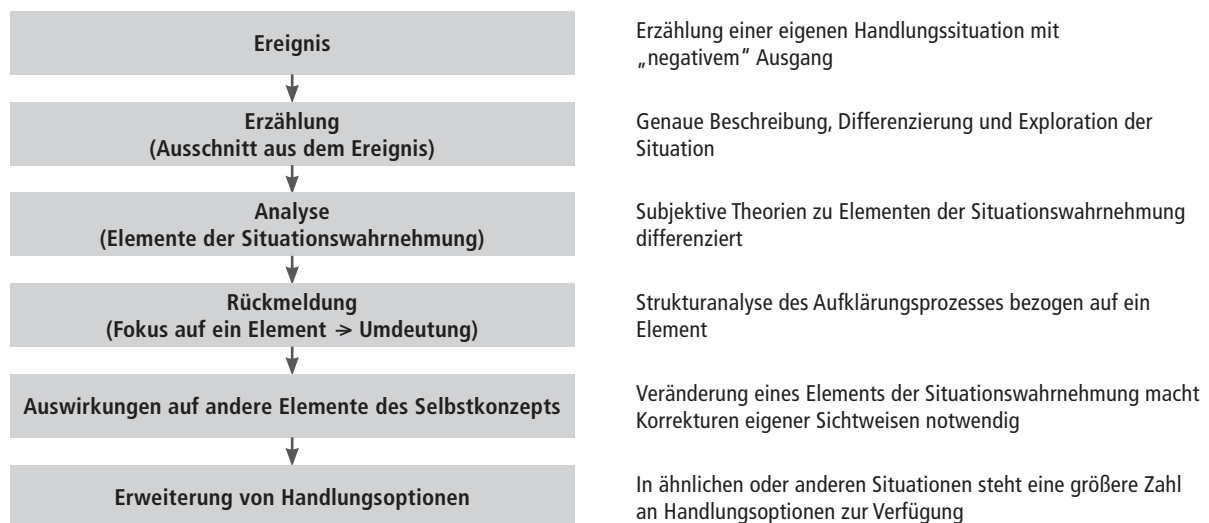 Ereignis
Erzählung einer eigenen Handlungssituation mit
„negativem“ Ausgang
Erzählung
(Ausschnitt aus dem Ereignis)
Genaue Beschreibung, Differenzierung und Exploration der
Situation
Analyse
(Elemente der Situationswahrnehmung)
Subjektive Theorien zu Elementen der Situationswahrnehmung
differenziert
Rückmeldung
(Fokus auf ein Element → Umdeutung)
Strukturanalyse des Aufklärungsprozesses bezogen auf ein
Element
Auswirkungen auf andere Elemente des Selbstkonzepts
Veränderung eines Elements der Situationswahrnehmung macht
Korrekturen eigener Sichtweisen notwendig
Erweiterung von Handlungsoptionen
In ähnlichen oder anderen Situationen steht eine größere Zahl
an Handlungsoptionen zur Verfügung